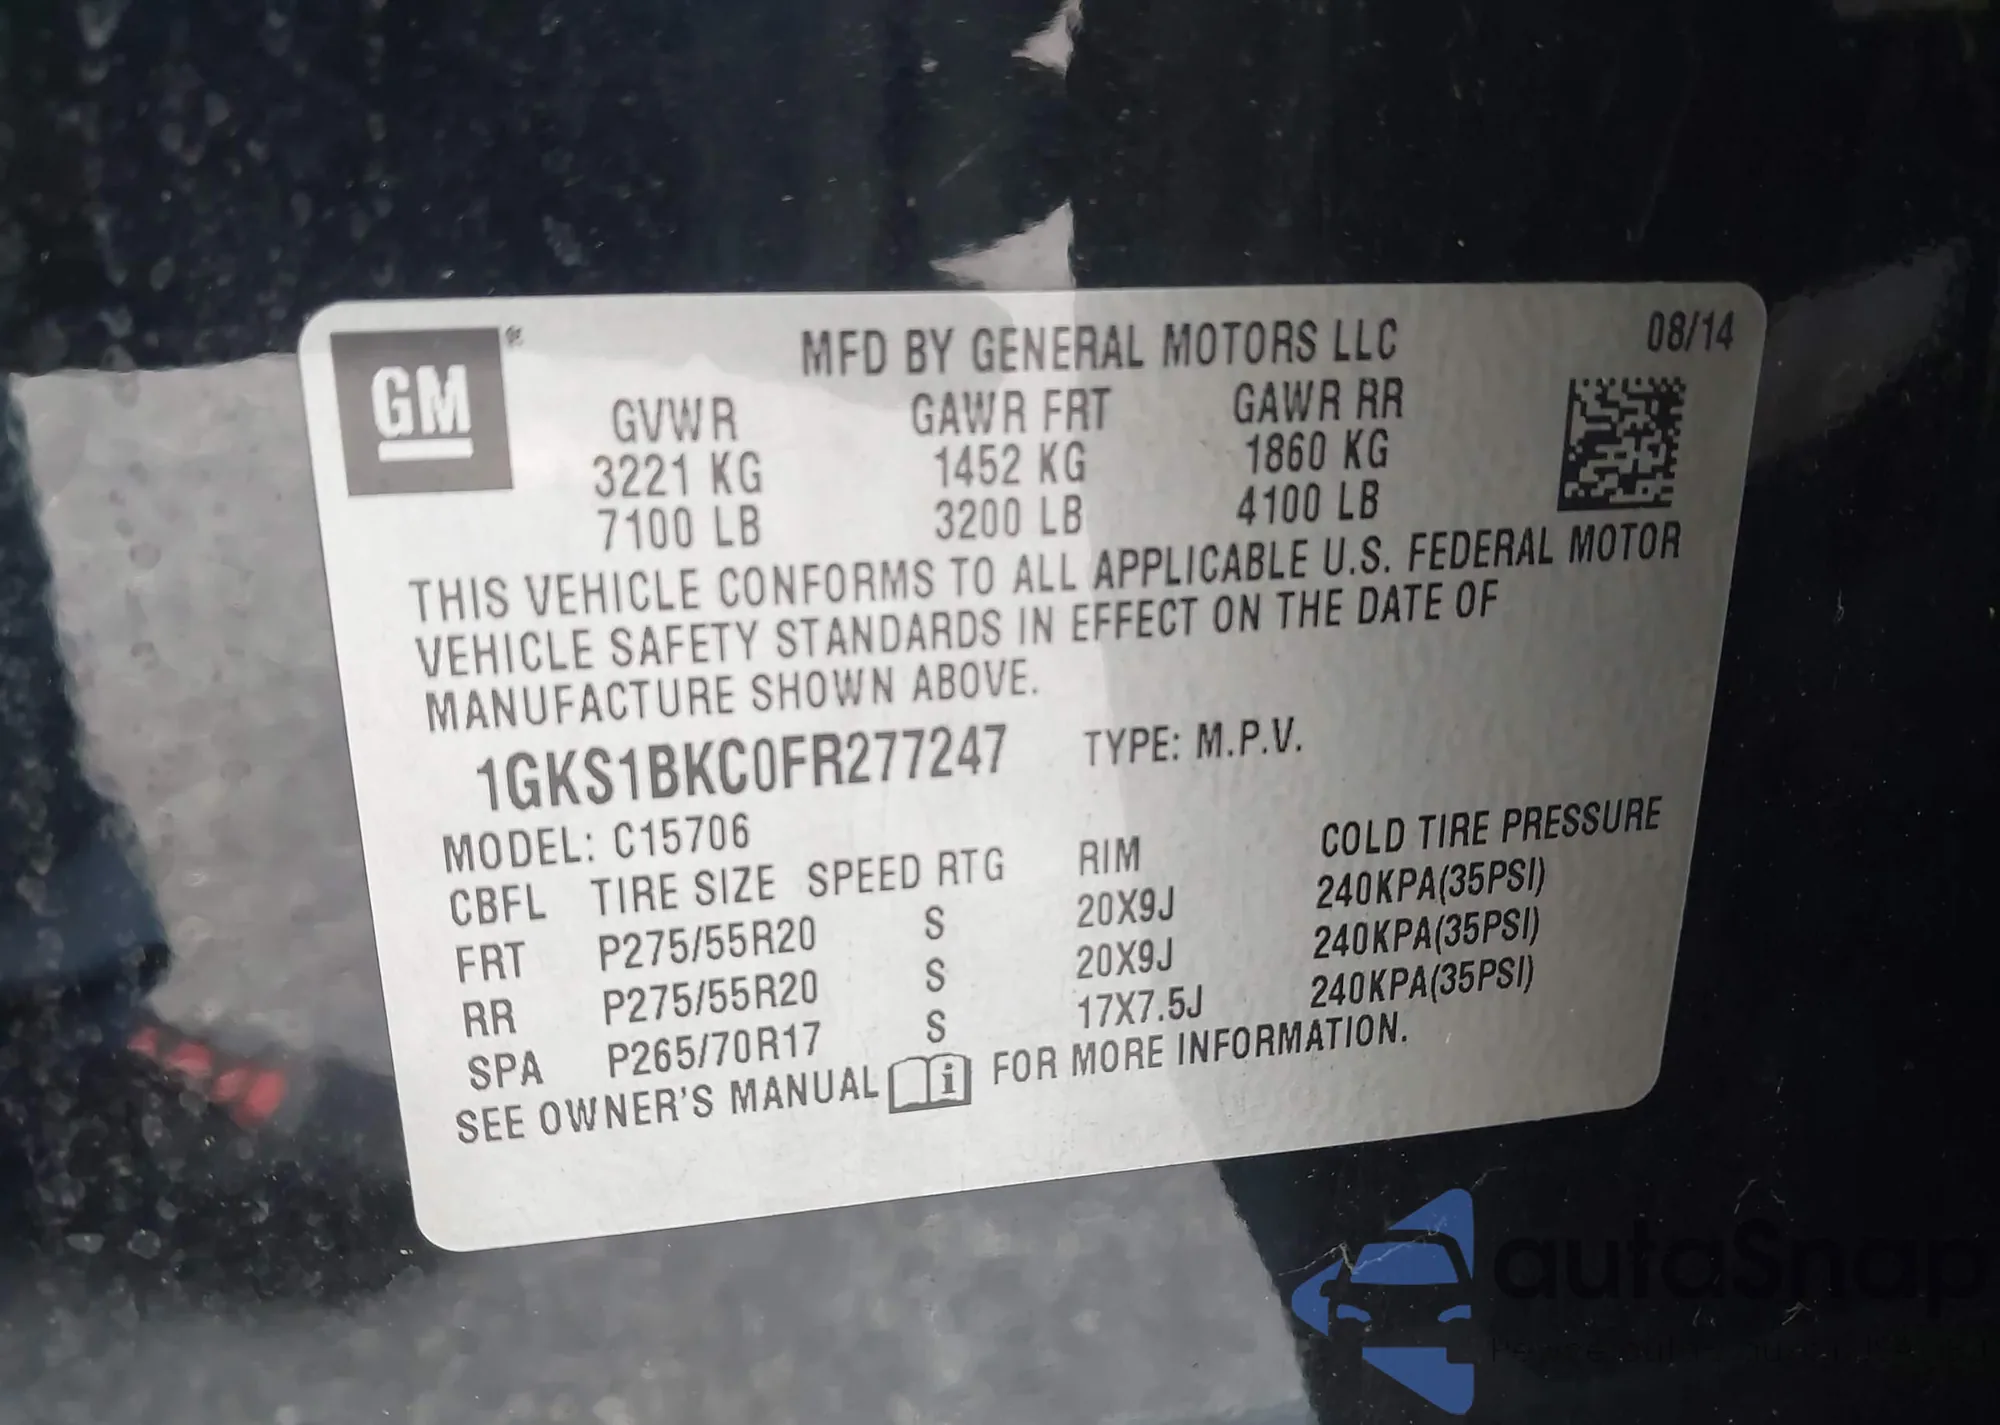 GM®
MFD BY GENERAL MOTORS LLC 08/14
GVWR GAWR FRT GAWR RR
3221 KG 1452 KG 1860 KG
7100 LB 3200 LB 4100 LB
THIS VEHICLE CONFORMS TO ALL APPLICABLE U.S. FEDERAL MOTOR
VEHICLE SAFETY STANDARDS IN EFFECT ON THE DATE OF
MANUFACTURE SHOWN ABOVE.
1GKS1BKC0FR277247 TYPE: M.P.V.
MODEL: C15706
CBFL TIRE SIZE SPEED RTG RIM COLD TIRE PRESSURE
FRT P275/55R20 S 20X9J 240KPA(35PSI)
RR P275/55R20 S 20X9J 240KPA(35PSI)
SPA P265/70R17 S 17X7.5J 240KPA(35PSI)
SEE OWNER'S MANUAL i FOR MORE INFORMATION.
autaSnap